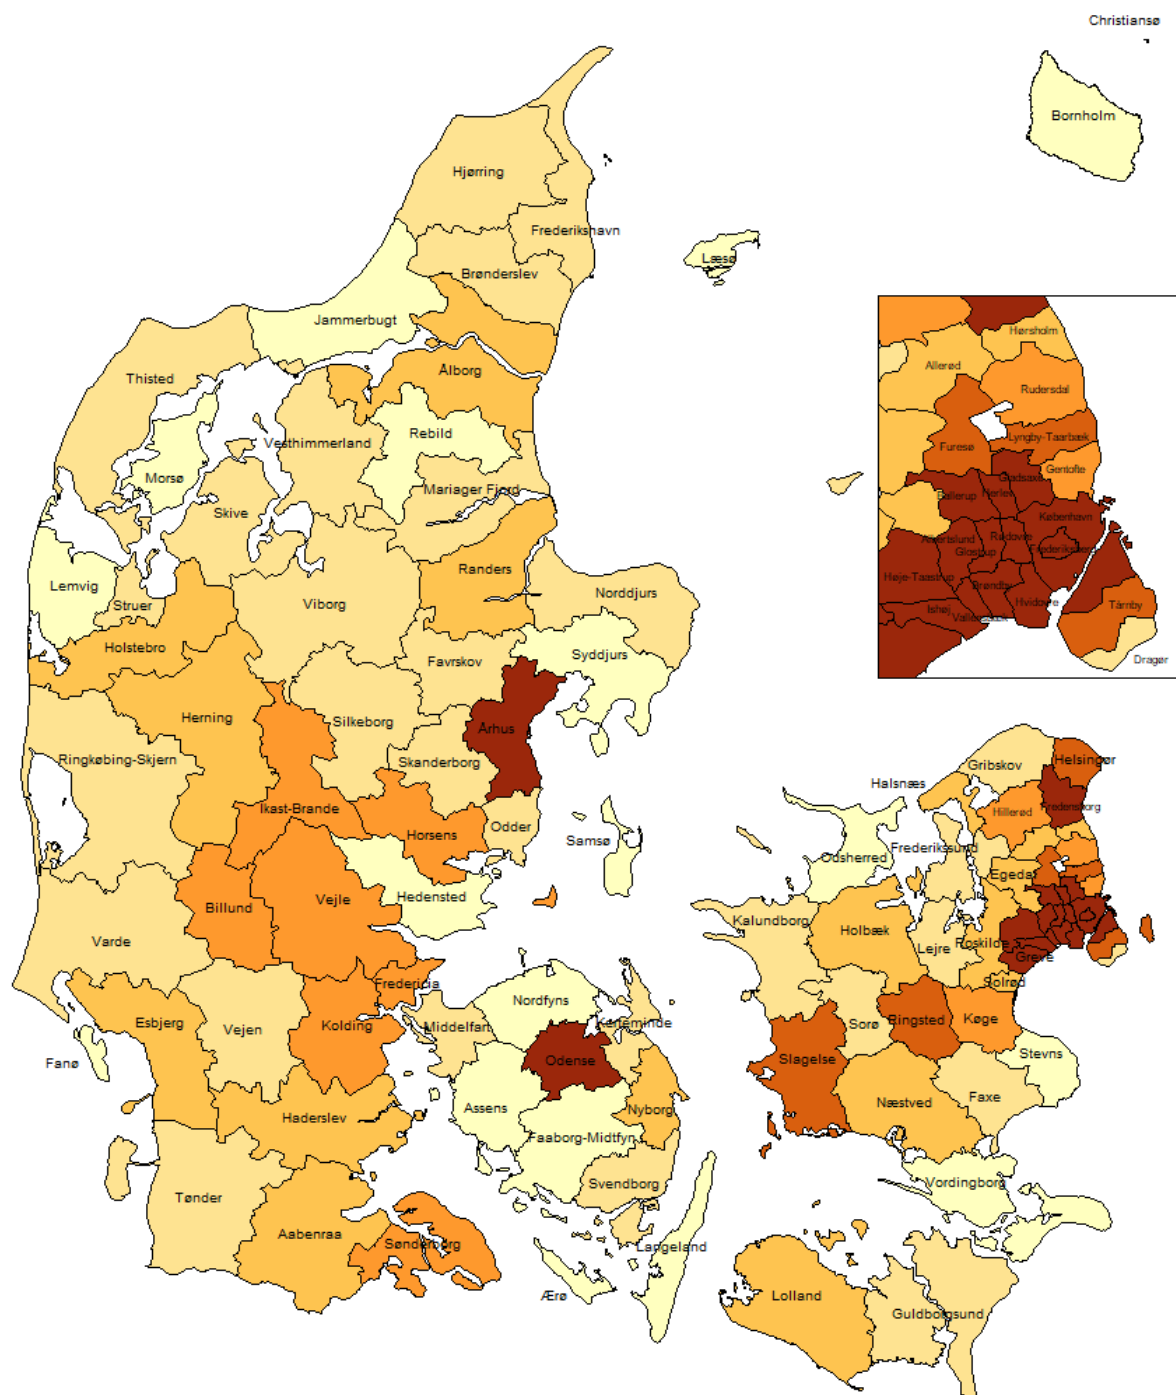 Christiansø
Bornholm
Hjørring
Frederikshavn
Læsø
Brønderslev
Jammerbugt
Ålborg
Thisted
Vesthimmerland
Rebild
Morsø
Mariager Fjord
Skive
Lemvig
Struer
Viborg
Randers
Norddjurs
Holstebro
Favrskov
Syddjurs
Herning
Silkeborg
Århus
Ringkøbing-Skjern
Skanderborg
Ikast-Brande
Horsens
Odder
Samsø
Hedensted
Billund
Vejle
Varde
Fredericia
Nordfyns
Esbjerg
Vejen
Kolding
Middelfart
Kerteminde
Fanø
Odense
Assens
Nyborg
Haderslev
Faaborg-Midtfyn
Svendborg
Tønder
Aabenraa
Sønderborg
Langeland
Ærø
Hørsholm
Allerød
Rudersdal
Furesø
Lyngby-Taarbæk
Gentofte
Gladsaxe
Ballerup
Herlev
København
Albertslund
Rødovre
Glostrup
Frederiksberg
Høje-Taastrup
Brøndby
Ishøj
Hvidovre
Vallensbæk
Tårnby
Dragør
Gribskov
Helsingør
Halsnæs
Hillerød
Fredensborg
Frederikssund
Odsherred
Egedal
Kalundborg
Holbæk
Lejre
Roskilde
Greve
Solrød
Sorø
Ringsted
Køge
Slagelse
Stevns
Næstved
Faxe
Vordingborg
Lolland
Guldborgsund